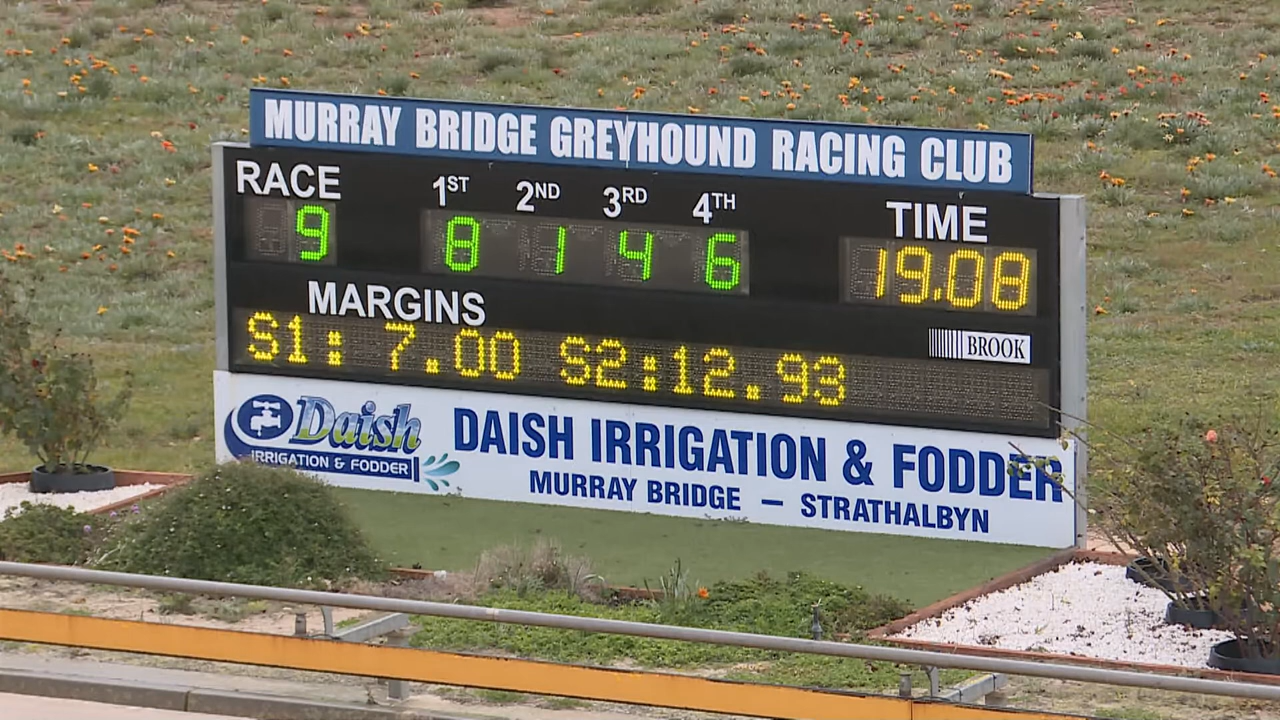 MURRAY BRIDGE GREYHOUND RACING CLUB
RACE 1ST 2ND 3RD 4TH TIME
9 8 1 4 6 19.08
MARGINS
BROOK
S1: 7.00 S2:12.93
Daish
IRRIGATION & FODDER
DAISH IRRIGATION & FODDER
MURRAY BRIDGE — STRATHALBYN